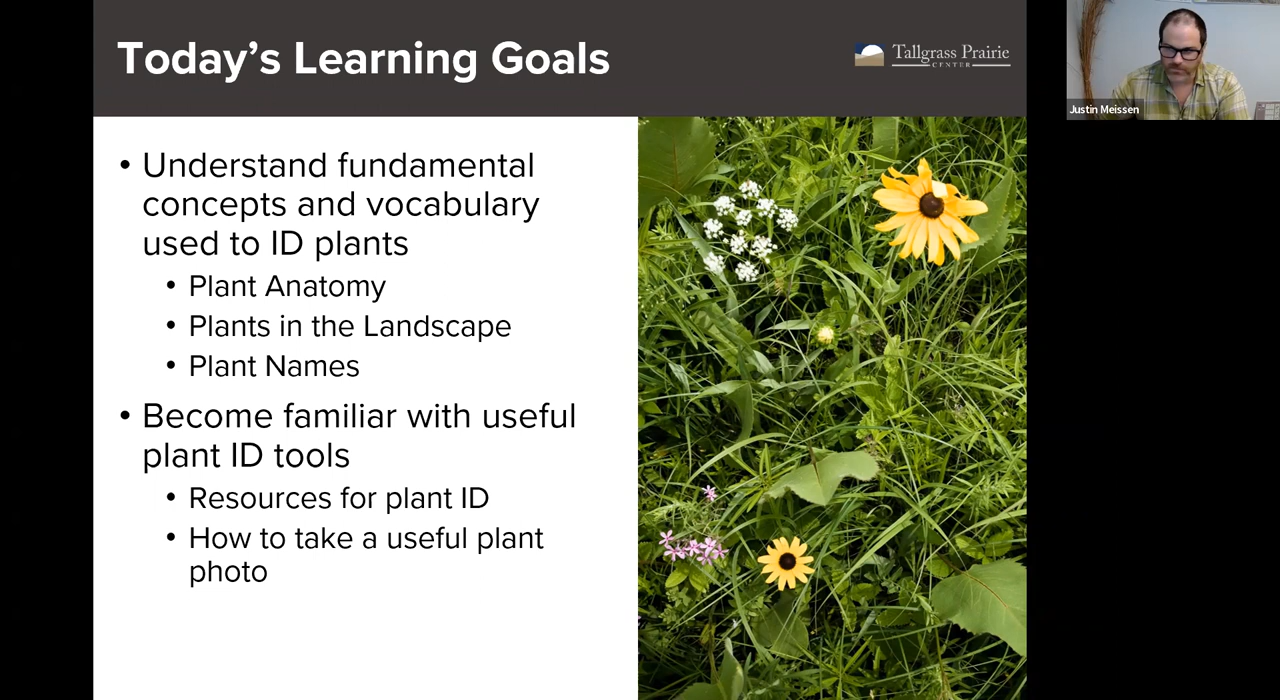 Today’s Learning Goals
Tallgrass Prairie
CENTER
Justin Meissen
• Understand fundamental
concepts and vocabulary
used to ID plants
• Plant Anatomy
• Plants in the Landscape
• Plant Names
• Become familiar with useful
plant ID tools
• Resources for plant ID
• How to take a useful plant
photo